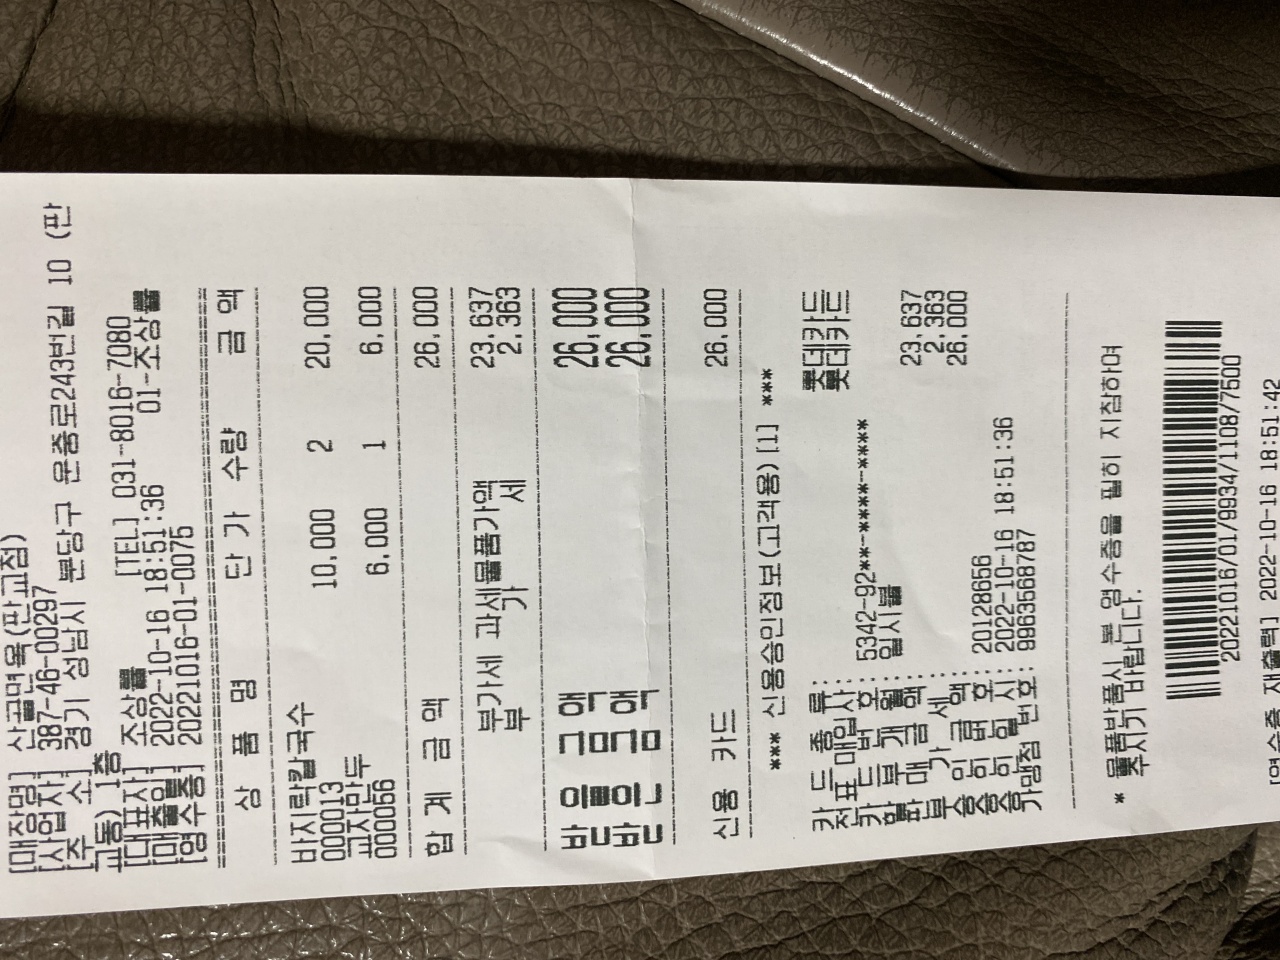 [매장명] 사골면옥(판교점)
[사업자] 387-46-00297
[주 소] 경기 성남시 분당구 운중로243번길 10 (판
교동) 1층
[대표자] 조상률 [TEL] 031-8016-7080
[매출일] 2022-10-16 18:51:36 01-조상률
[영수증] 20221016-01-0075
상 품 명 단 가 수량 금 액
바지락칼국수
000013 10,000 2 20,000
교자만두
000066 6,000 1 6,000
합 계 금 액 26,000
부가세 과세물품가액 23,637
부 가 세 2,363
받을금액 26,000
받은금액 26,000
신용 카드 26,000
*** 신용승인정보(고객용) [1] ***
카 드 종 류: 롯데카드
전표 매입사: 롯데카드
카 드 번 호: 5342-92**-****-****
할 부 개 월: 일시불
판 매 금 액: 23,637
부 가 세: 2,363
승 인 금 액: 26,000
승 인 번 호: 20128656
승 인 일 시: 2022-10-16 18:51:36
가맹점 번호: 9963568787
* 물품반품시 본 영수증을 필히 지참하여
주시기 바랍니다.
20221016/01/9934/1108/7500
[영수증 재출력] 2022-10-16 18:51:42